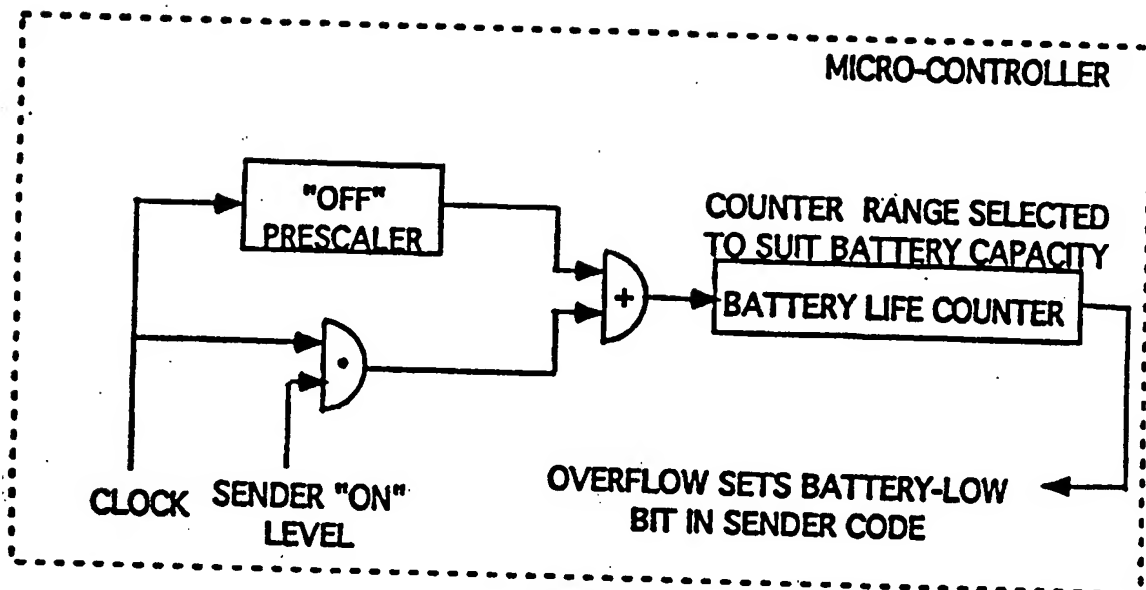 MICRO-CONTROLLER
"OFF"
PRESCALER
COUNTER RANGE SELECTED
TO SUIT BATTERY CAPACITY
+
BATTERY LIFE COUNTER
•
CLOCK
SENDER "ON"
LEVEL
OVERFLOW SETS BATTERY-LOW
BIT IN SENDER CODE